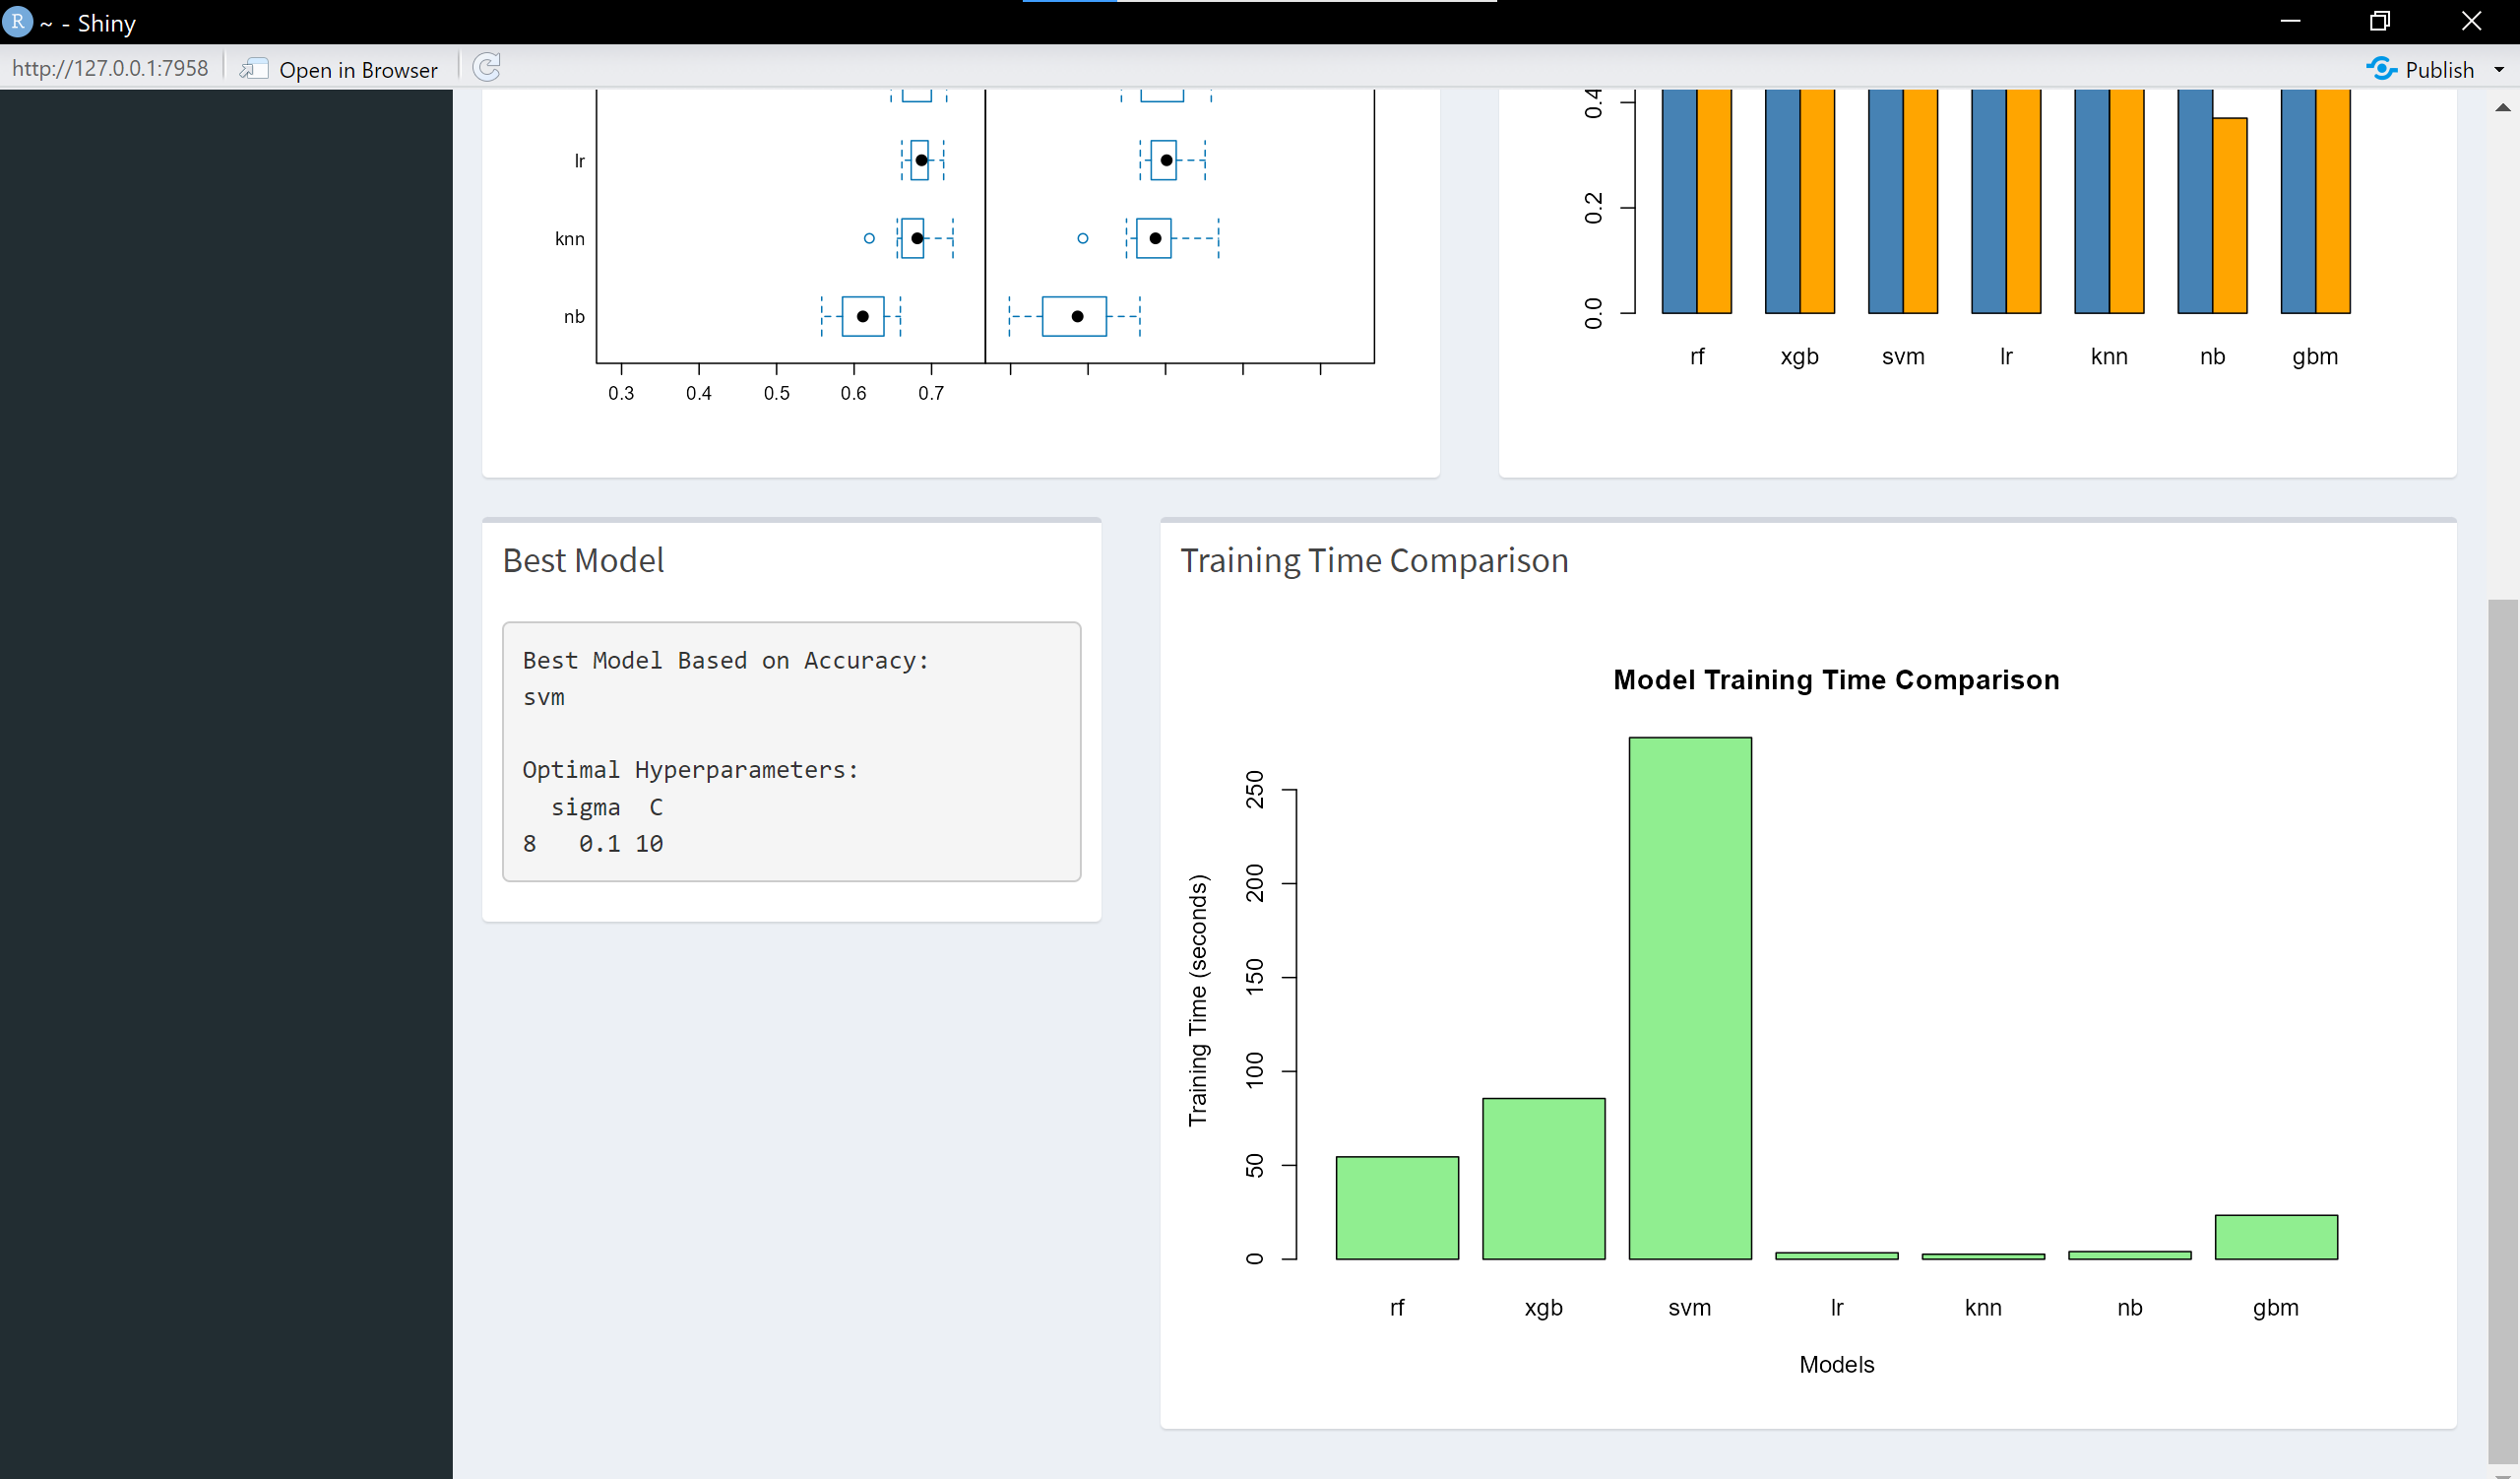 R ~ - Shiny
http://127.0.0.1:7958 Open in Browser Publish
lr
knn
nb
0.3 0.4 0.5 0.6 0.7
0.4
0.2
0.0
rf xgb svm lr knn nb gbm
Best Model
Best Model Based on Accuracy:
svm
Optimal Hyperparameters:
sigma C
8 0.1 10
Training Time Comparison
Model Training Time Comparison
Training Time (seconds)
250
200
150
100
50
0
rf xgb svm lr knn nb gbm
Models